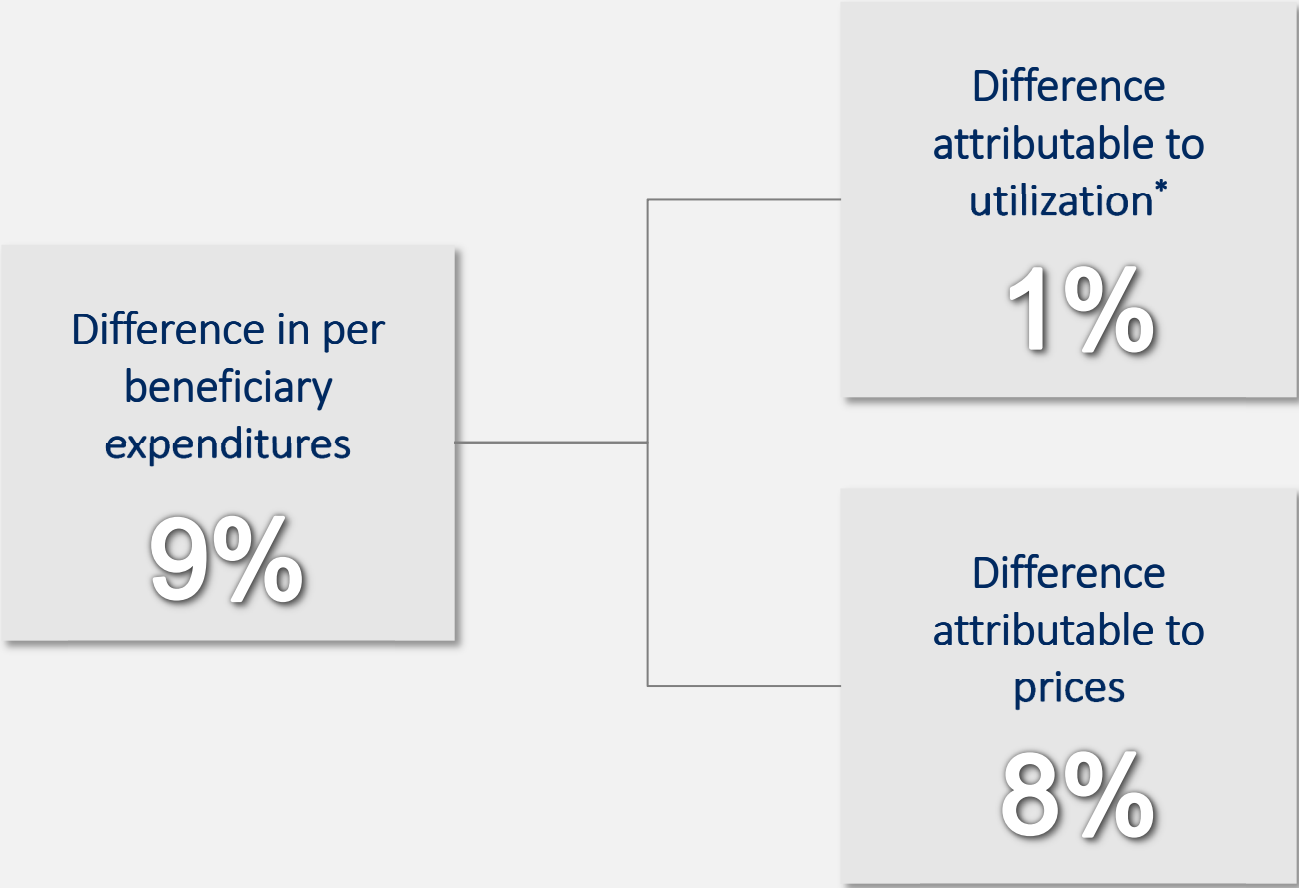 Difference in per
beneficiary
expenditures
9%
Difference
attributable to
utilization*
1%
Difference
attributable to
prices
8%